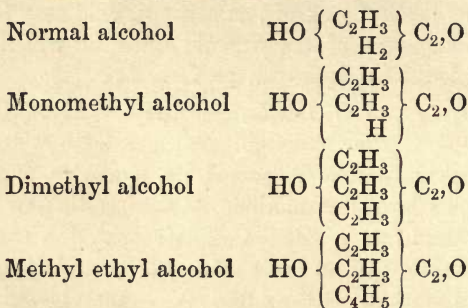 Normal alcohol HO { C₂H₃ H₂ } C₂,O
Monomethyl alcohol HO { C₂H₃ C₂H₃ H } C₂,O
Dimethyl alcohol HO { C₂H₃ C₂H₃ C₂H₃ } C₂,O
Methyl ethyl alcohol HO { C₂H₃ C₂H₃ C₄H₅ } C₂,O